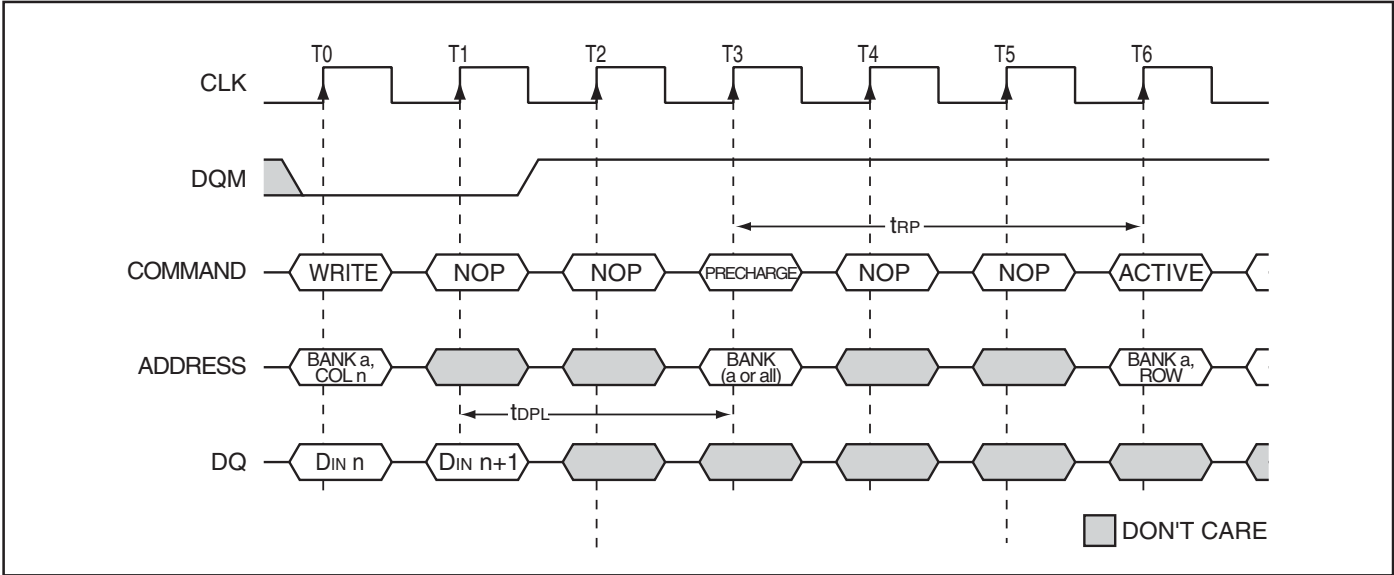 T0 T1 T2 T3 T4 T5 T6
CLK
DQM
tRP
COMMAND WRITE NOP NOP PRECHARGE NOP NOP ACTIVE
ADDRESS BANK a, COL n BANK (a or all) BANK a, ROW
tDPL
DQ DIN n DIN n+1
DON'T CARE